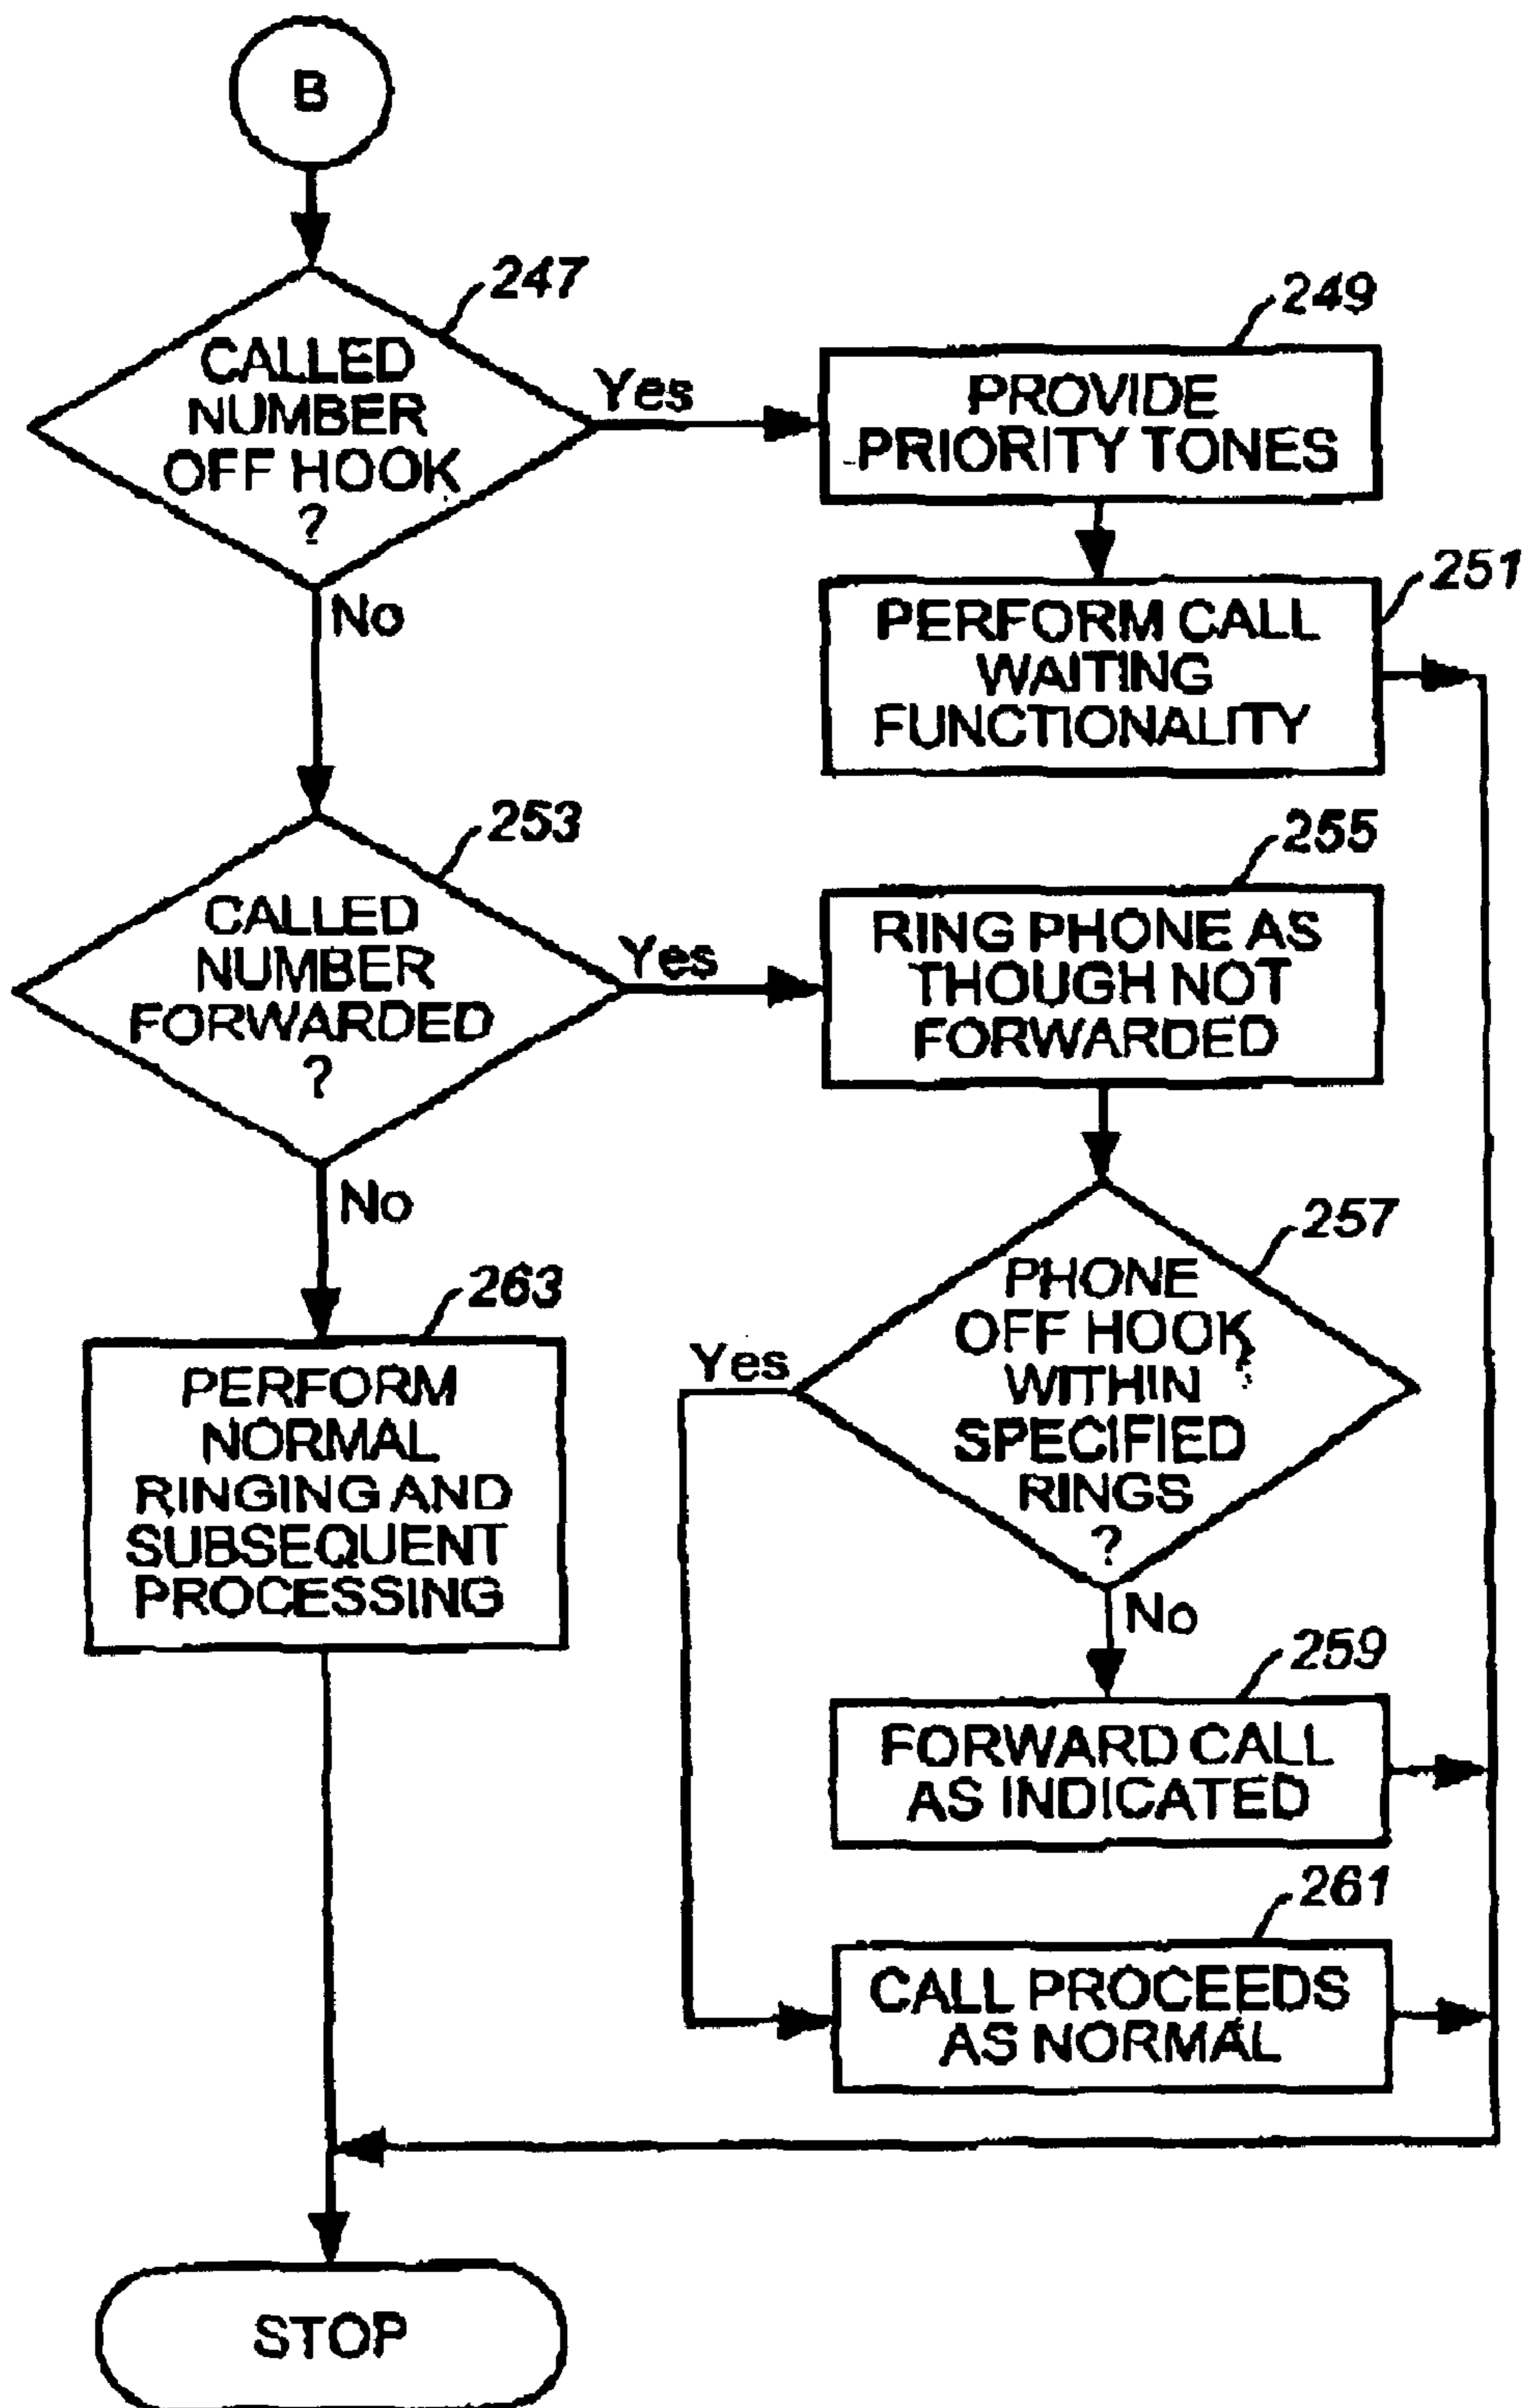 B
247
CALLED
NUMBER
OFF HOOK
?
Yes
No
249
PROVIDE
PRIORITY TONES
251
PERFORM CALL
WAITING
FUNCTIONALITY
253
CALLED
NUMBER
FORWARDED
?
Yes
No
255
RING PHONE AS
THOUGH NOT
FORWARDED
257
PHONE
OFF HOOK
WITHIN
SPECIFIED
RINGS
?
Yes
No
263
PERFORM
NORMAL
RINGING AND
SUBSEQUENT
PROCESSING
259
FORWARD CALL
AS INDICATED
261
CALL PROCEEDS
AS NORMAL
STOP